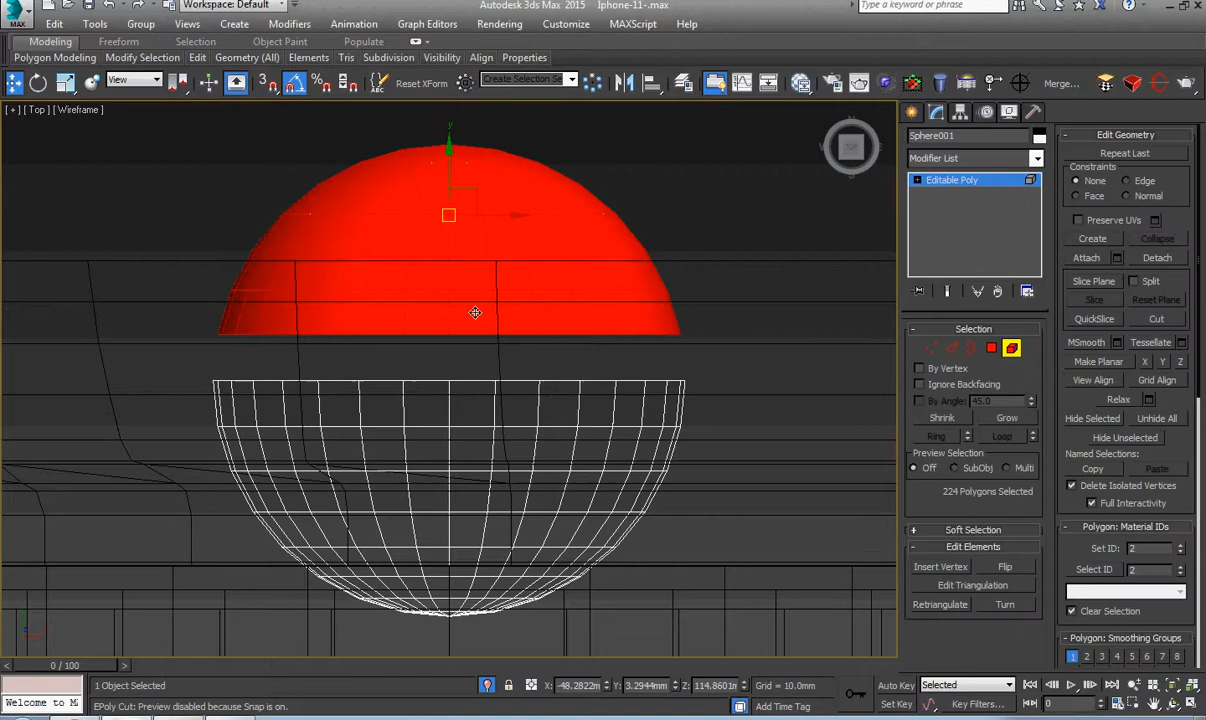 Workspace: Default
Autodesk 3ds Max 2015
Iphone-11-.max
Type a keyword or phrase
MAX
Edit Tools Group Views Create Modifiers Animation Graph Editors Rendering Customize MAXScript Help
Modeling Freeform Selection Object Paint Populate
Polygon Modeling Modify Selection Edit Geometry (All) Elements Tris Subdivision Visibility Align Properties
View Reset XForm Create Selection Se Merge...
[ + ] [ Top ] [ Wireframe ]
y
TOP
Sphere001
Modifier List
Editable Poly
Selection
By Vertex
Ignore Backfacing
By Angle: 45.0
Shrink Grow
Ring Loop
Preview Selection
Off SubObj Multi
224 Polygons Selected
Soft Selection
Edit Elements
Insert Vertex Flip
Edit Triangulation
Retriangulate Turn
Edit Geometry
Repeat Last
Constraints
None Edge
Face Normal
Preserve UVs
Create Collapse
Attach Detach
Slice Plane Split
Slice Reset Plane
QuickSlice Cut
MSmooth Tessellate
Make Planar X Y Z
View Align Grid Align
Relax
Hide Selected Unhide All
Hide Unselected
Named Selections:
Copy Paste
Delete Isolated Vertices
Full Interactivity
Polygon: Material IDs
Set ID: 2
Select ID 2
Clear Selection
Polygon: Smoothing Groups
1 2 3 4 5 6 7 8
0 / 100
1 Object Selected
X: -48.2822m Y: 3.2944mm Z: 114.8601m Grid = 10.0mm
Auto Key Selected
Welcome to M
EPoly Cut: Preview disabled because Snap is on.
Add Time Tag
Set Key Key Filters... 0